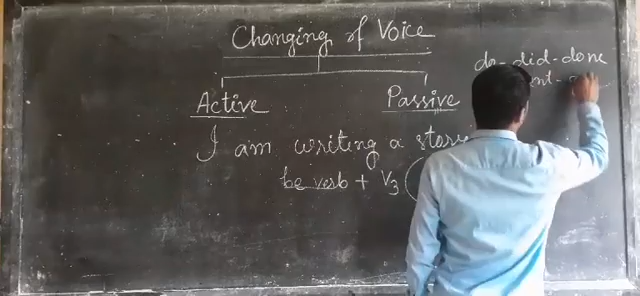 Changing of Voice
Active Passive
do - did - done
I am writing a story
be verb + V3 (